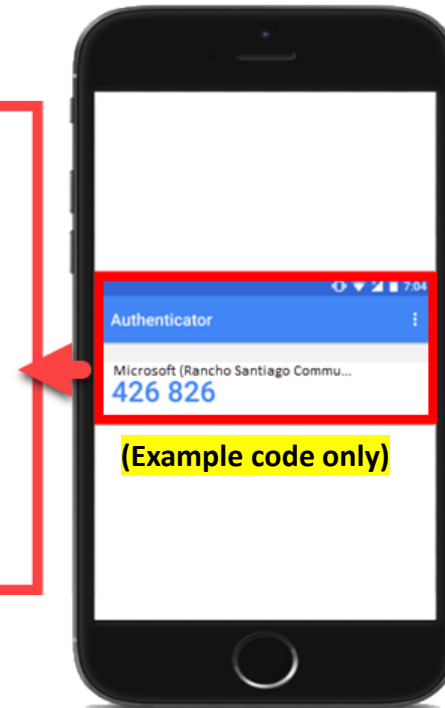 7:04
Authenticator
Microsoft (Rancho Santiago Commu...
426 826
(Example code only)